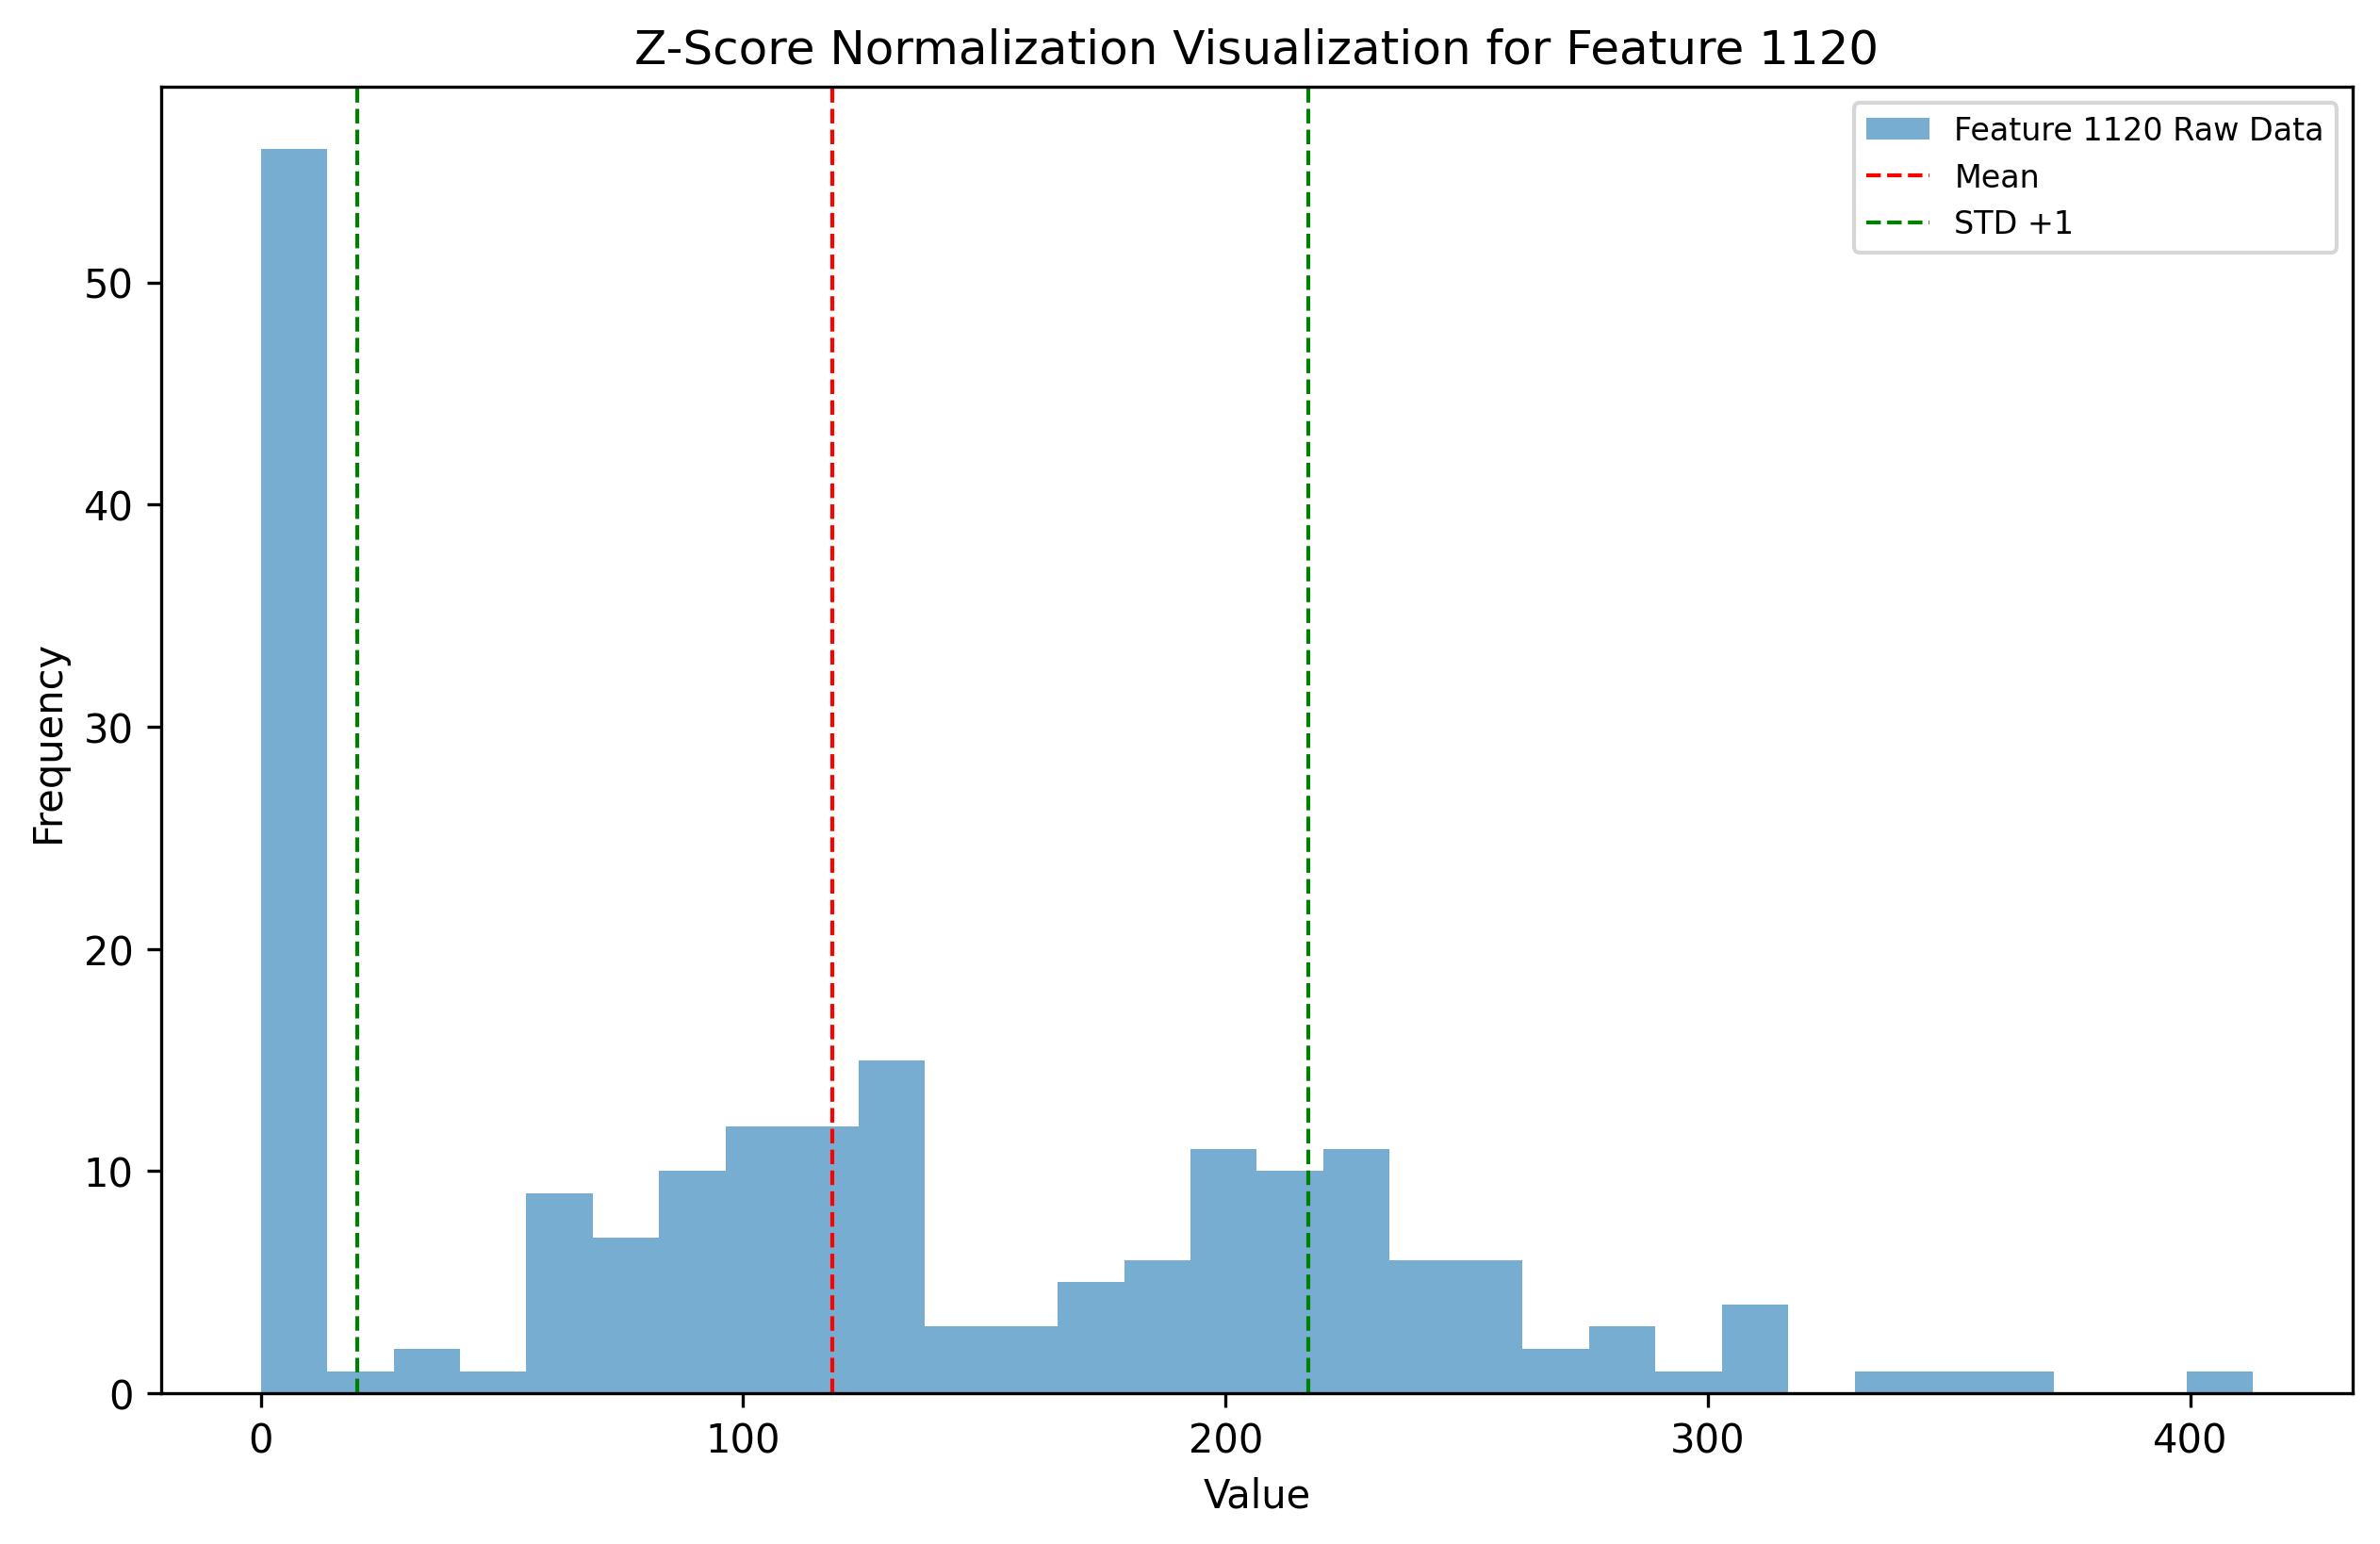 Z-Score Normalization Visualization for Feature 1120
Feature 1120 Raw Data
Mean
STD +1
50
40
30
20
10
0
Frequency
0 100 200 300 400
Value